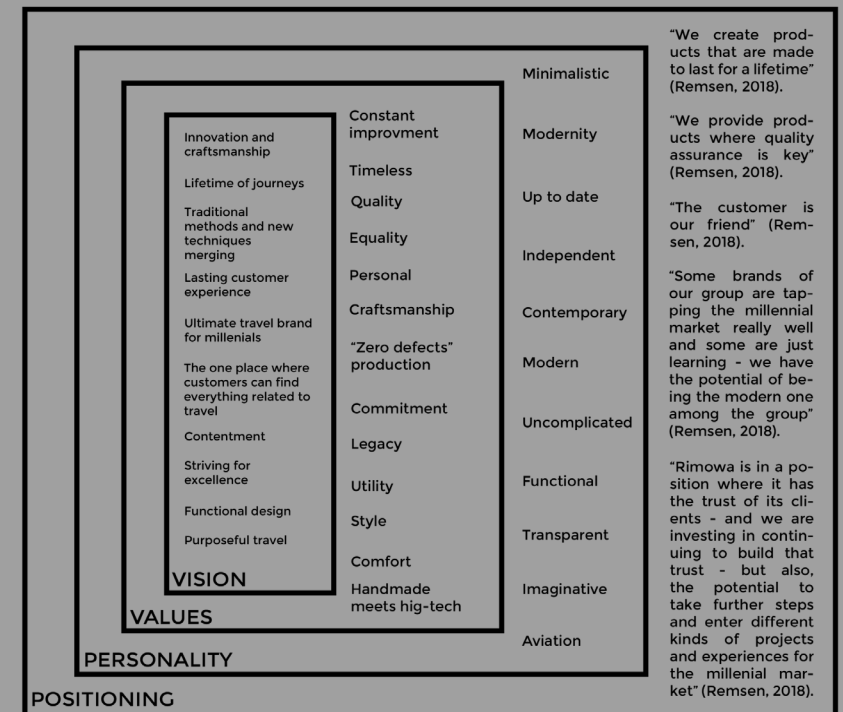 Innovation and
craftsmanship
Lifetime of journeys
Traditional
methods and new
techniques
merging
Lasting customer
experience
Ultimate travel brand
for millenials
The one place where
customers can find
everything related to
travel
Contentment
Striving for
excellence
Functional design
Purposeful travel
VISION
Constant
improvment
Timeless
Quality
Equality
Personal
Craftsmanship
“Zero defects”
production
Commitment
Legacy
Utility
Style
Comfort
Handmade
meets hig-tech
VALUES
Minimalistic
Modernity
Up to date
Independent
Contemporary
Modern
Uncomplicated
Functional
Transparent
Imaginative
Aviation
PERSONALITY
“We create prod-
ucts that are made
to last for a lifetime”
(Remsen, 2018).
“We provide prod-
ucts where quality
assurance is key”
(Remsen, 2018).
“The customer is
our friend” (Rem-
sen, 2018).
“Some brands of
our group are tap-
ping the millennial
market really well
and some are just
learning - we have
the potential of be-
ing the modern one
among the group”
(Remsen, 2018).
“Rimowa is in a po-
sition where it has
the trust of its cli-
ents - and we are
investing in contin-
uing to build that
trust - but also,
the potential to
take further steps
and enter different
kinds of projects
and experiences for
the millenial mar-
ket” (Remsen, 2018).
POSITIONING